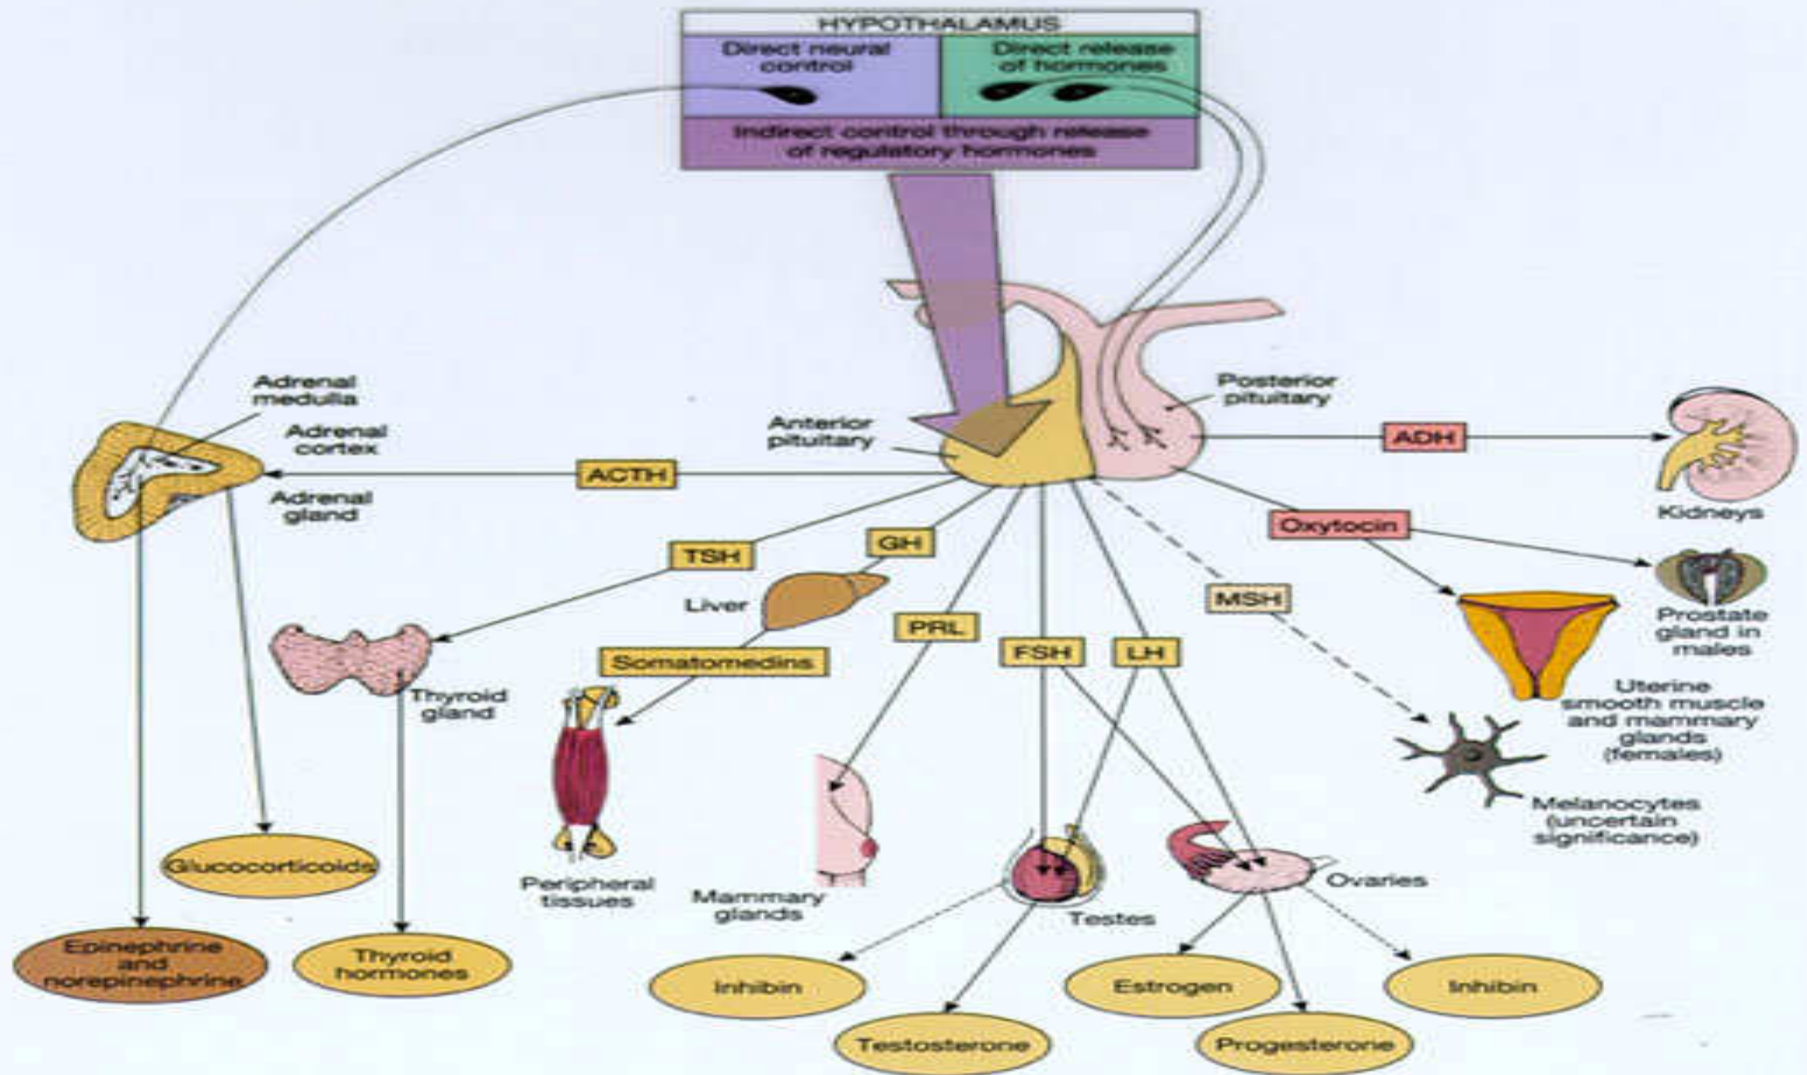 HYPOTHALAMUS
Direct neural
control
Direct release
of hormones
Indirect control through release
of regulatory hormones
Adrenal
medulla
Adrenal
cortex
Adrenal
gland
Anterior
pituitary
Posterior
pituitary
ACTH
ADH
Kidneys
TSH
GH
Oxytocin
Liver
PRL
MSH
Prostate
gland in
males
Somatomedins
FSH
LH
Thyroid
gland
Uterine
smooth muscle
and mammary
glands
(females)
Melanocytes
(uncertain
significance)
Glucocorticoids
Peripheral
tissues
Mammary
glands
Testes
Ovaries
Epinephrine
and
norepinephrine
Thyroid
hormones
Inhibin
Estrogen
Inhibin
Testosterone
Progesterone